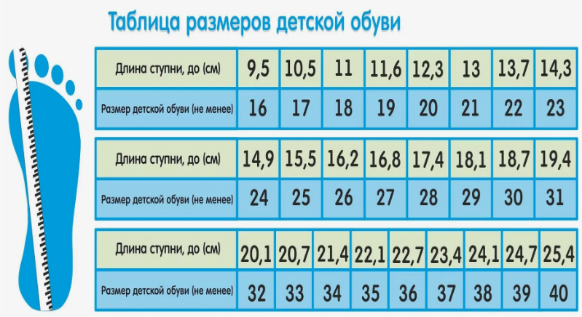 Таблица размеров детской обуви
Длина ступни, до (см) 9,5 10,5 11 11,6 12,3 13 13,7 14,3
Размер детской обуви (не менее) 16 17 18 19 20 21 22 23
Длина ступни, до (см) 14,9 15,5 16,2 16,8 17,4 18,1 18,7 19,4
Размер детской обуви (не менее) 24 25 26 27 28 29 30 31
Длина ступни, до (см) 20,1 20,7 21,4 22,1 22,7 23,4 24,1 24,7 25,4
Размер детской обуви (не менее) 32 33 34 35 36 37 38 39 40